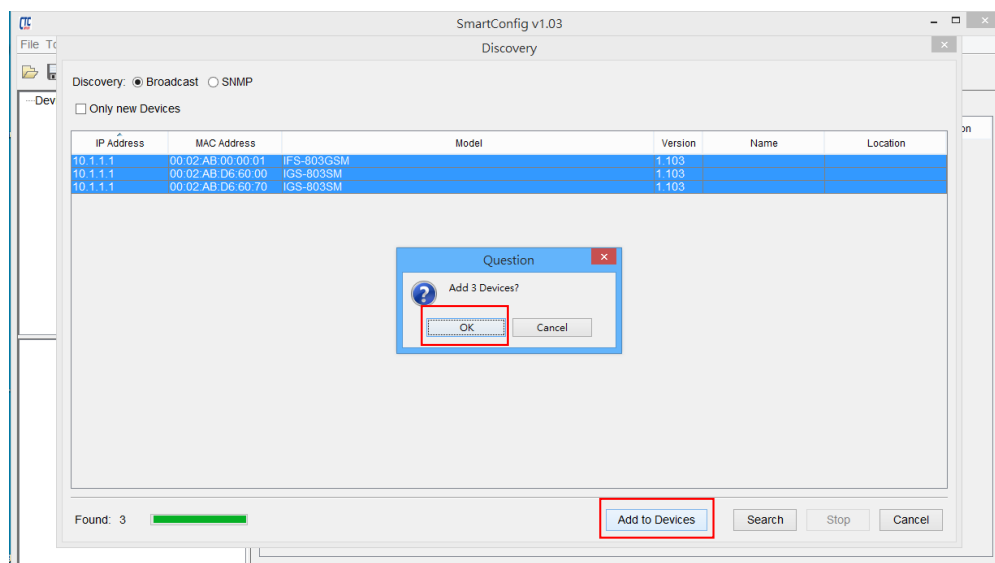 CTC
SmartConfig v1.03
File To
Discovery
Discovery: Broadcast SNMP
Dev
Only new Devices
on
IP Address MAC Address Model Version Name Location
10.1.1.1 00:02:AB:00:00:01 IFS-803GSM 1.103
10.1.1.1 00:02:AB:D6:60:00 IGS-803SM 1.103
10.1.1.1 00:02:AB:D6:60:70 IGS-803SM 1.103
Question
Add 3 Devices?
OK Cancel
Found: 3 Add to Devices Search Stop Cancel